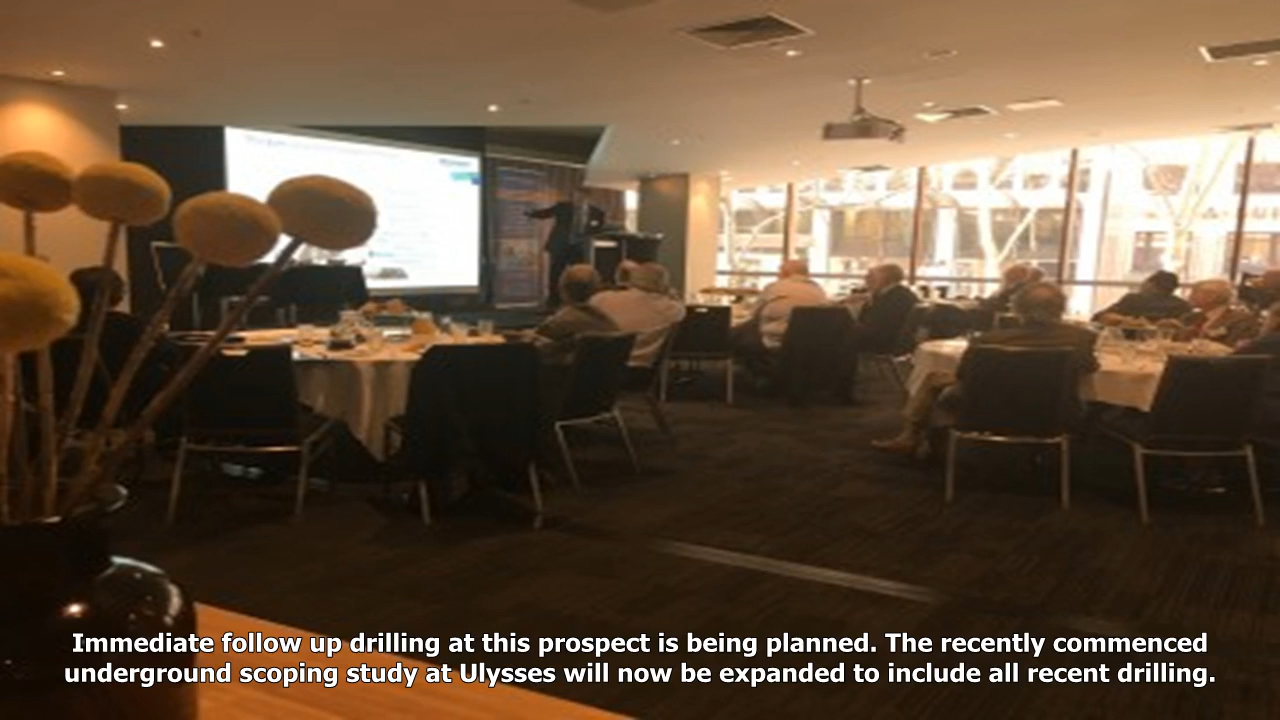 Immediate follow up drilling at this prospect is being planned. The recently commenced
underground scoping study at Ulysses will now be expanded to include all recent drilling.